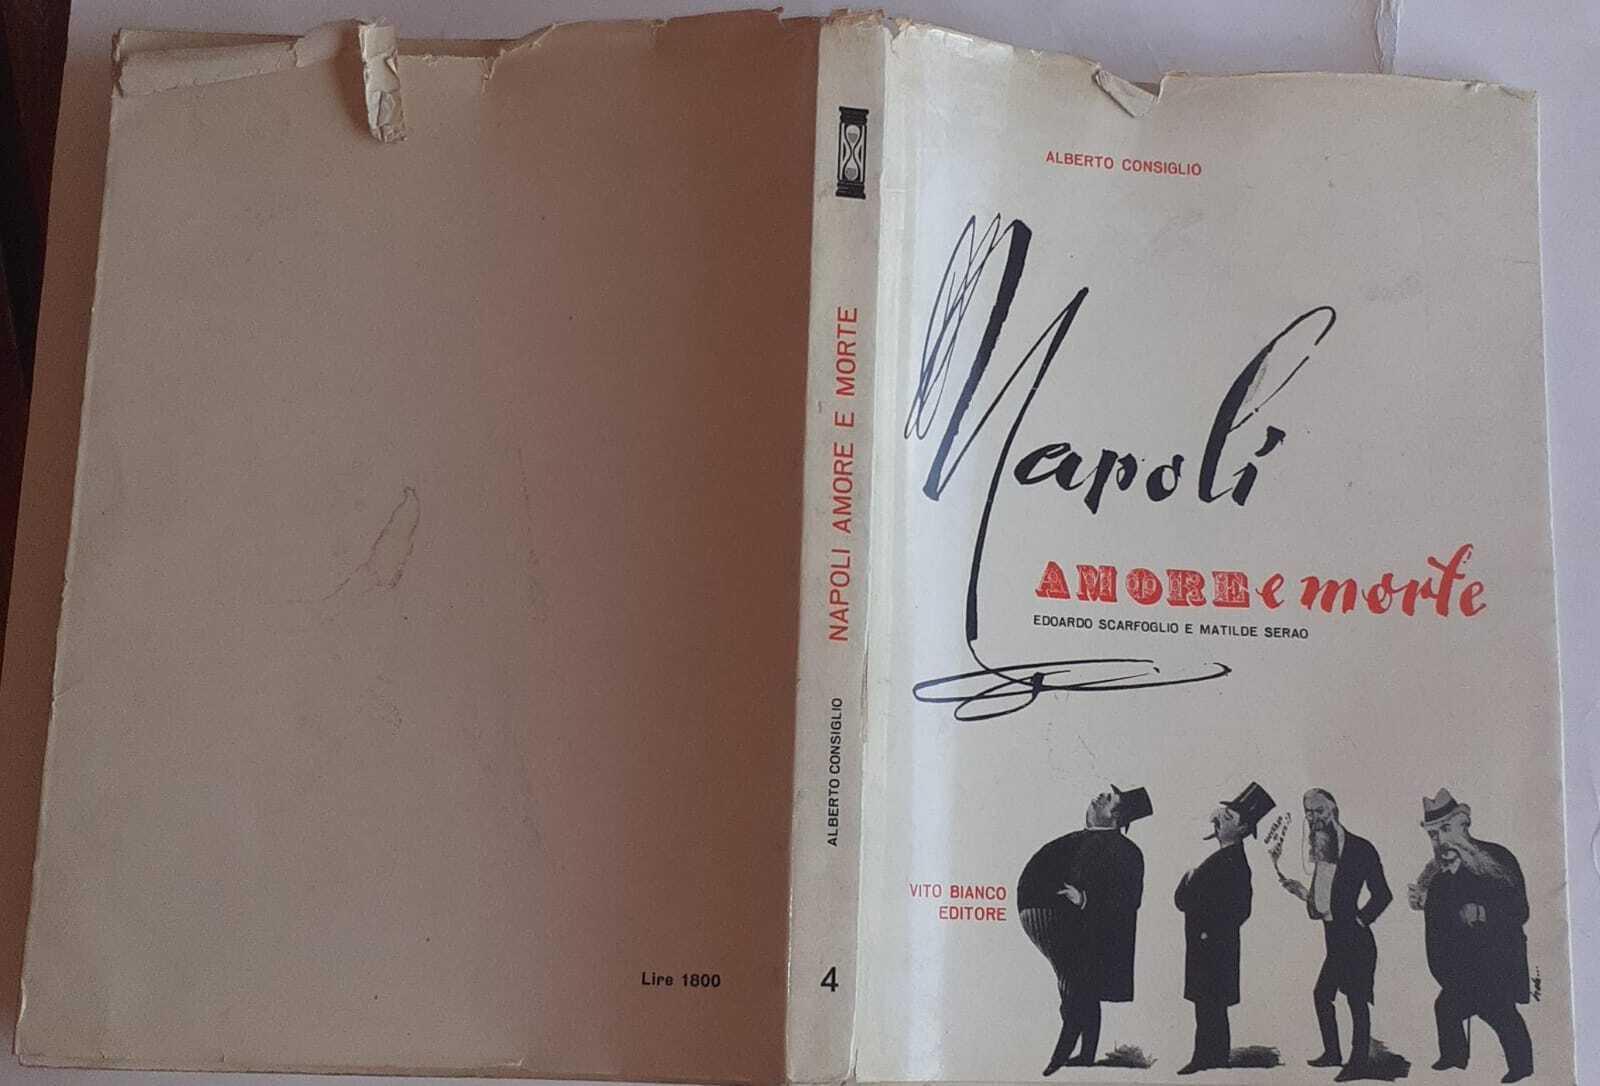 Lire 1800
NAPOLI AMORE E MORTE
ALBERTO CONSIGLIO
4
ALBERTO CONSIGLIO
Napoli
AMORE e morte
EDOARDO SCARFOGLIO E MATILDE SERAO
VITO BIANCO
EDITORE